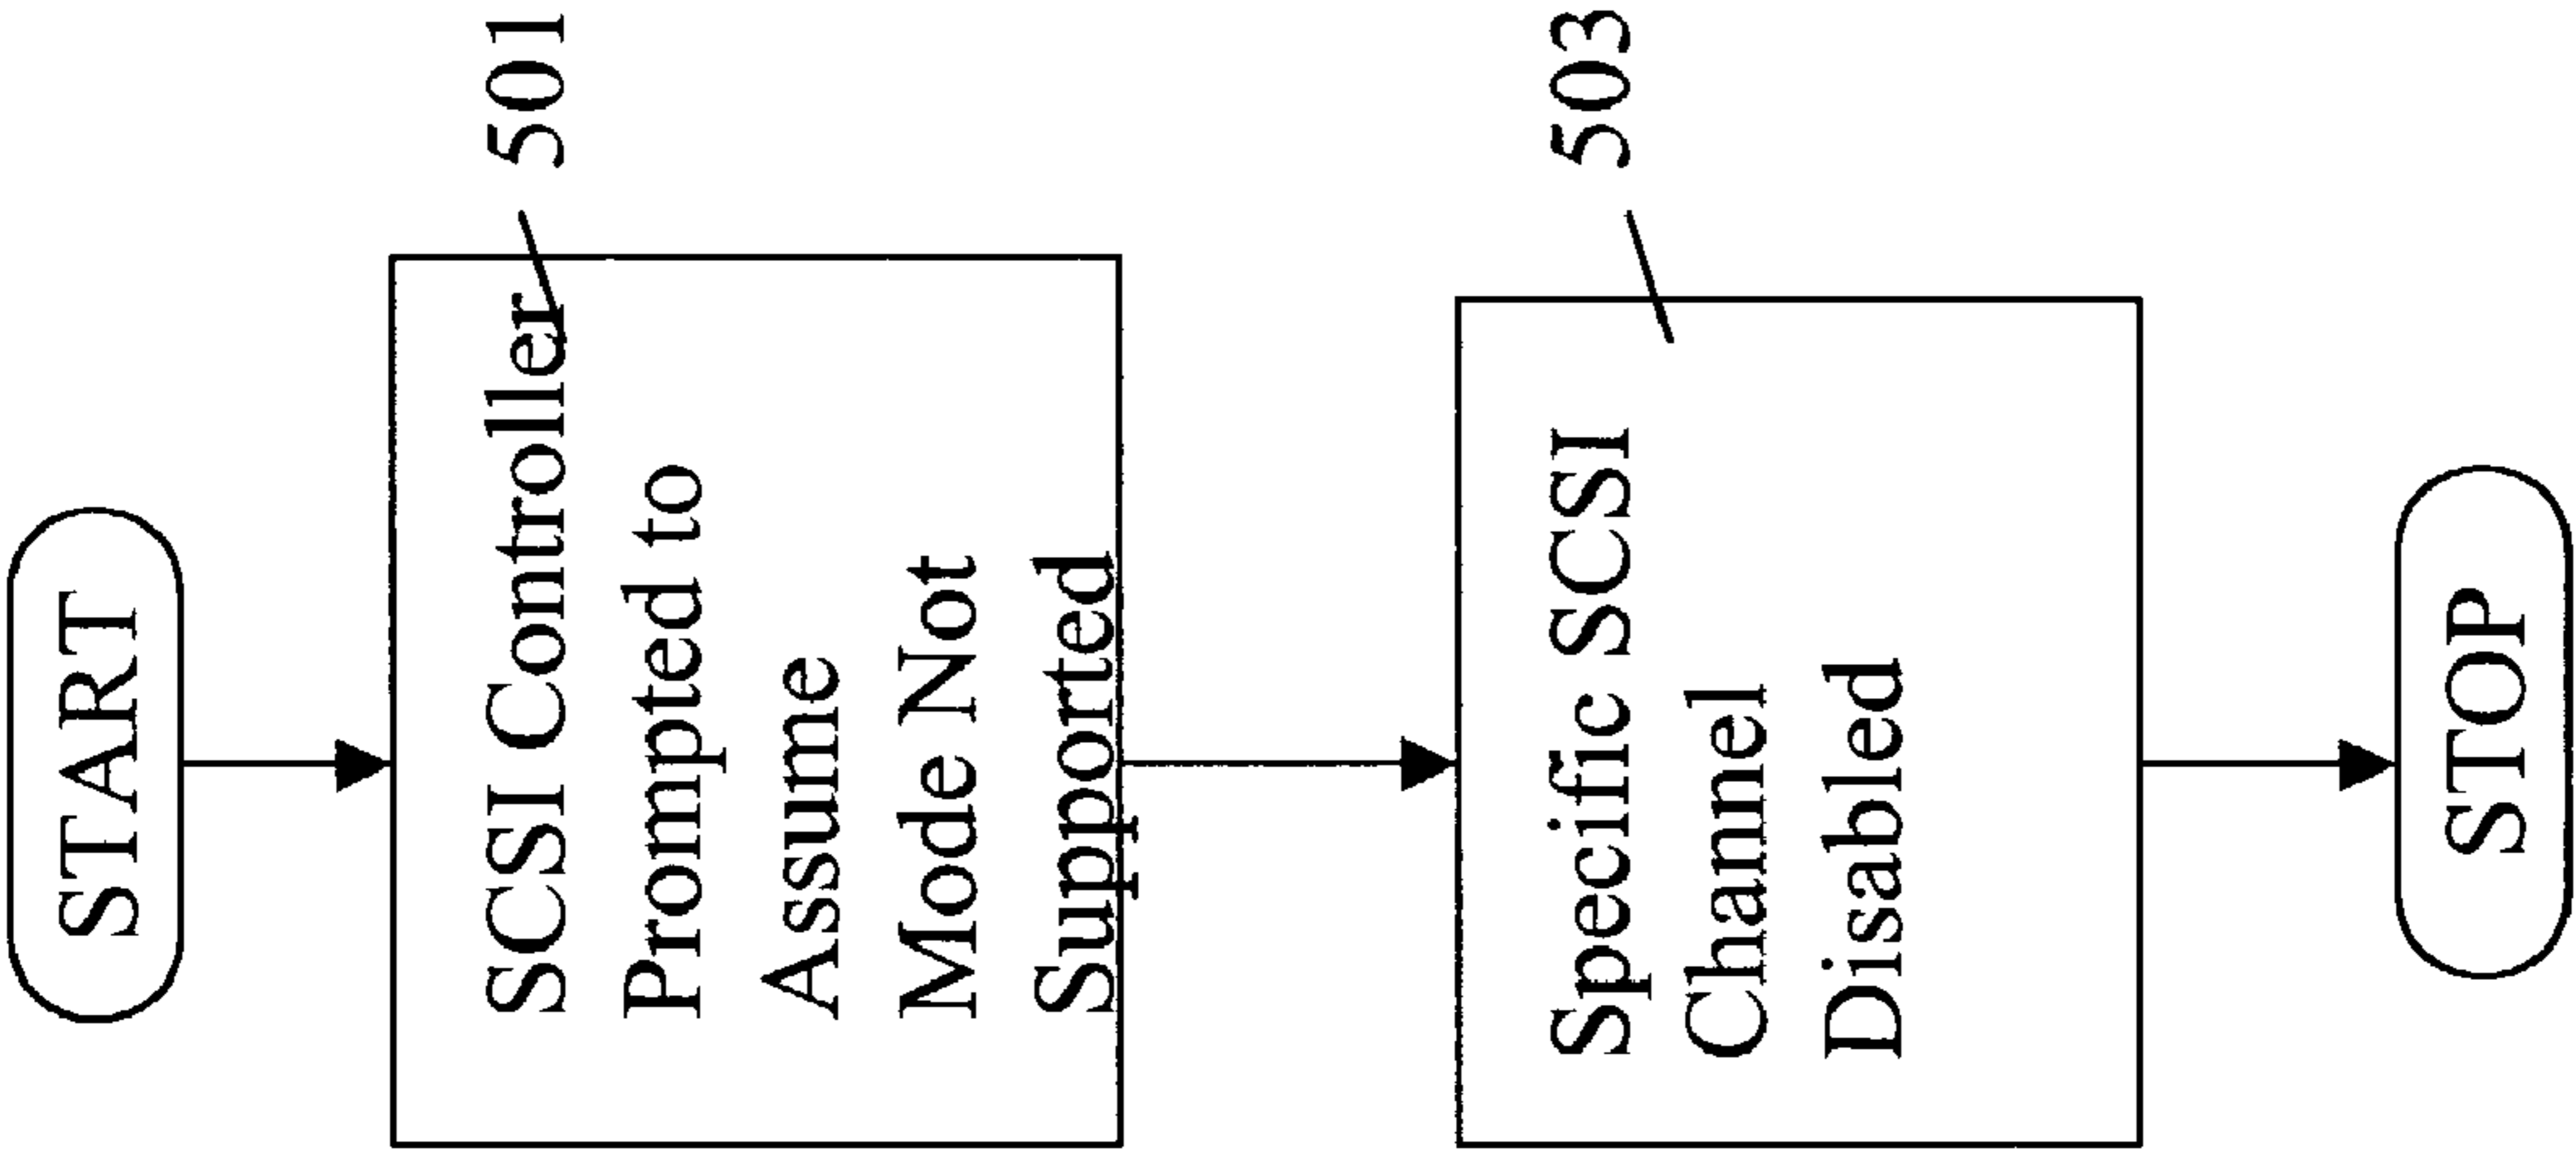 START
SCSI Controller
Prompted to
Assume
Mode Not
Supported
501
Specific SCSI
Channel
Disabled
503
STOP